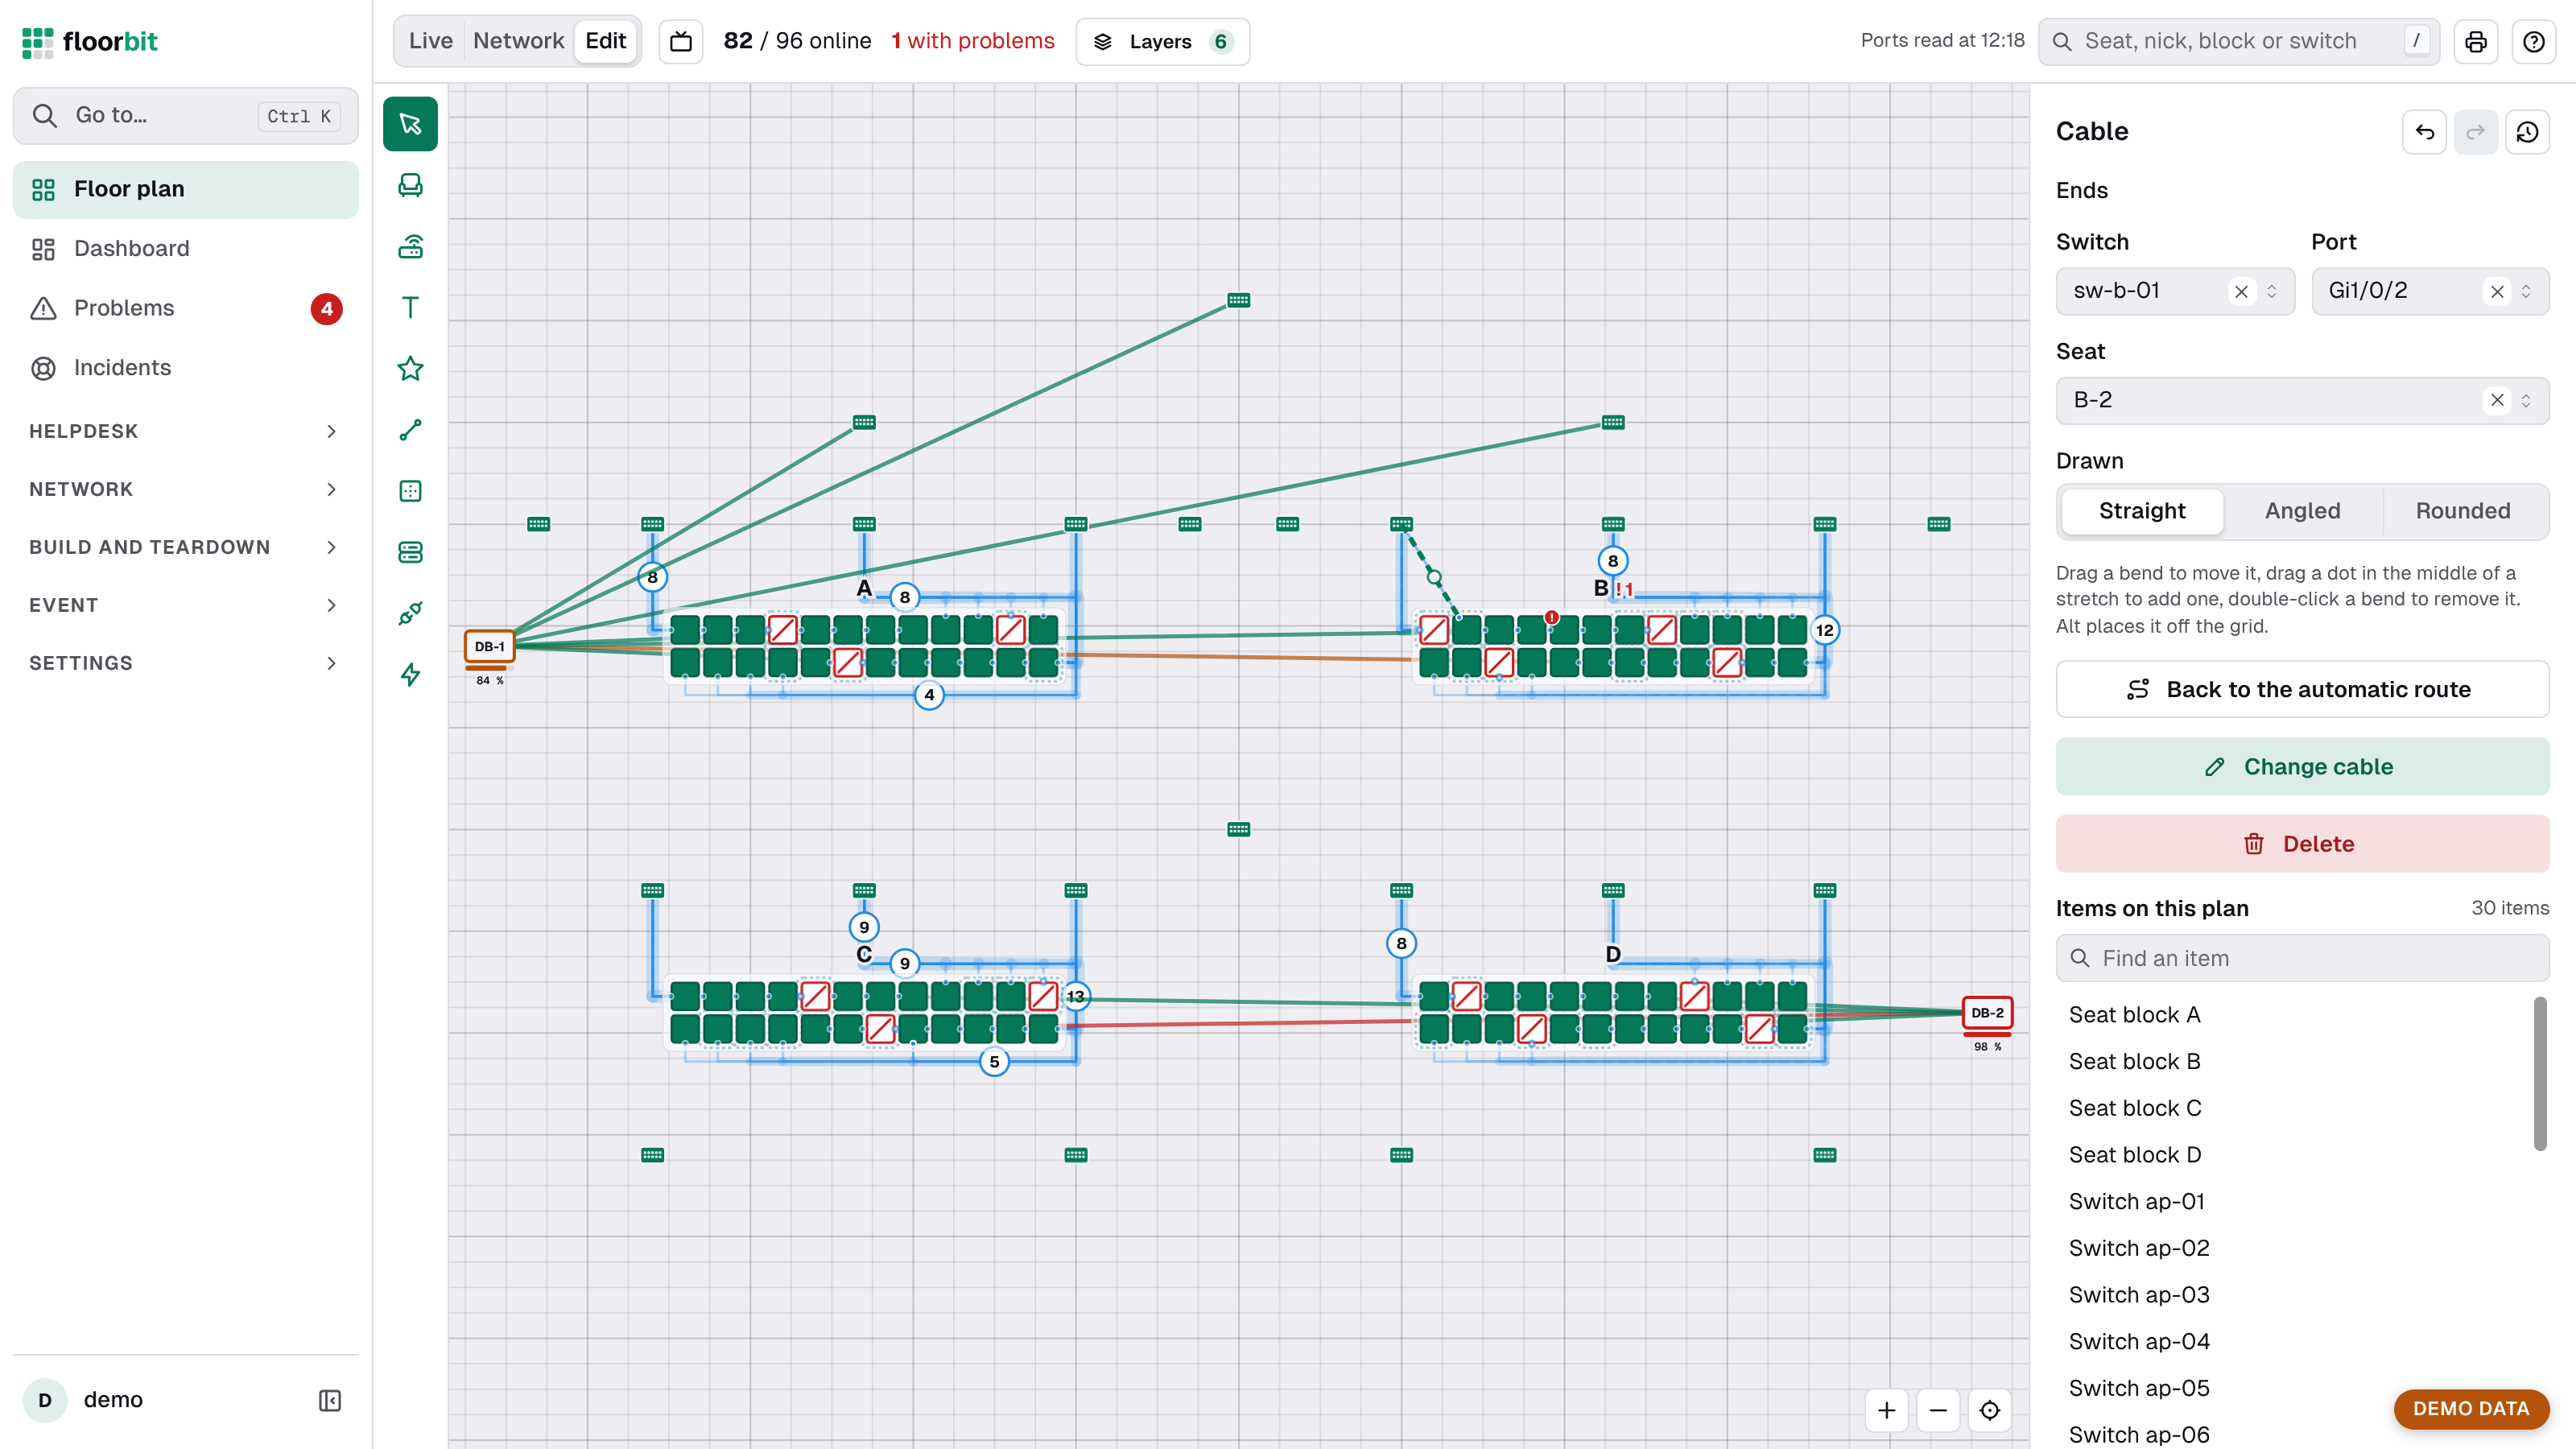 floorbit
Go to...
Ctrl K
Floor plan
Dashboard
Problems
4
Incidents
HELPDESK
NETWORK
BUILD AND TEARDOWN
EVENT
SETTINGS
D
demo
Live
Network
Edit
82 / 96 online
1 with problems
Layers
6
Ports read at 12:18
Seat, nick, block or switch
/
8
A
8
8
B
!1
12
DB-1
84 %
4
9
C
9
8
D
13
DB-2
98 %
5
Cable
Ends
Switch
Port
sw-b-01
Gi1/0/2
Seat
B-2
Drawn
Straight
Angled
Rounded
Drag a bend to move it, drag a dot in the middle of a
stretch to add one, double-click a bend to remove it.
Alt places it off the grid.
Back to the automatic route
Change cable
Delete
Items on this plan
30 items
Find an item
Seat block A
Seat block B
Seat block C
Seat block D
Switch ap-01
Switch ap-02
Switch ap-03
Switch ap-04
Switch ap-05
Switch ap-06
DEMO DATA